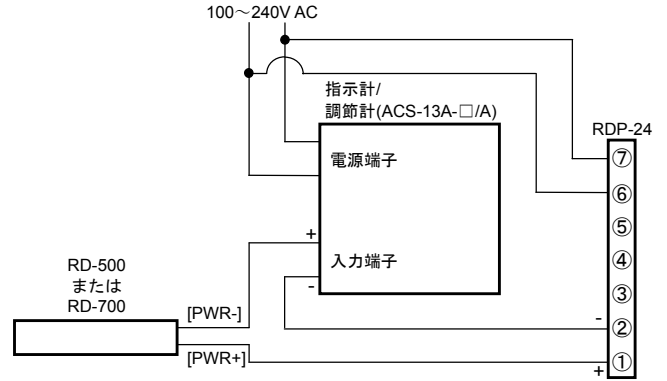 100～240V AC
指示計/
調節計(ACS-13A-□/A)
RDP-24
電源端子
⑦
⑥
⑤
+
入力端子
④
-
③
RD-500
または
RD-700
[PWR-]
-
②
[PWR+]
+
①